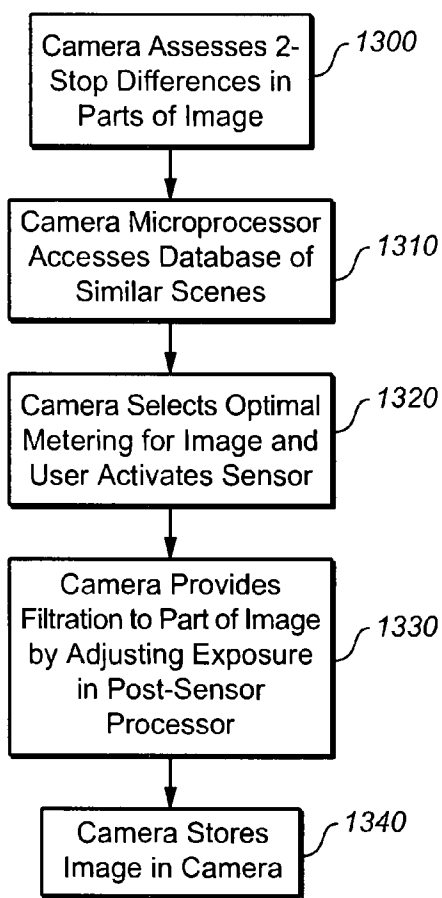 Camera Assesses 2-
Stop Differences in
Parts of Image
1300
Camera Microprocessor
Accesses Database of
Similar Scenes
1310
Camera Selects Optimal
Metering for Image and
User Activates Sensor
1320
Camera Provides
Filtration to Part of Image
by Adjusting Exposure
in Post-Sensor
Processor
1330
Camera Stores
Image in Camera
1340